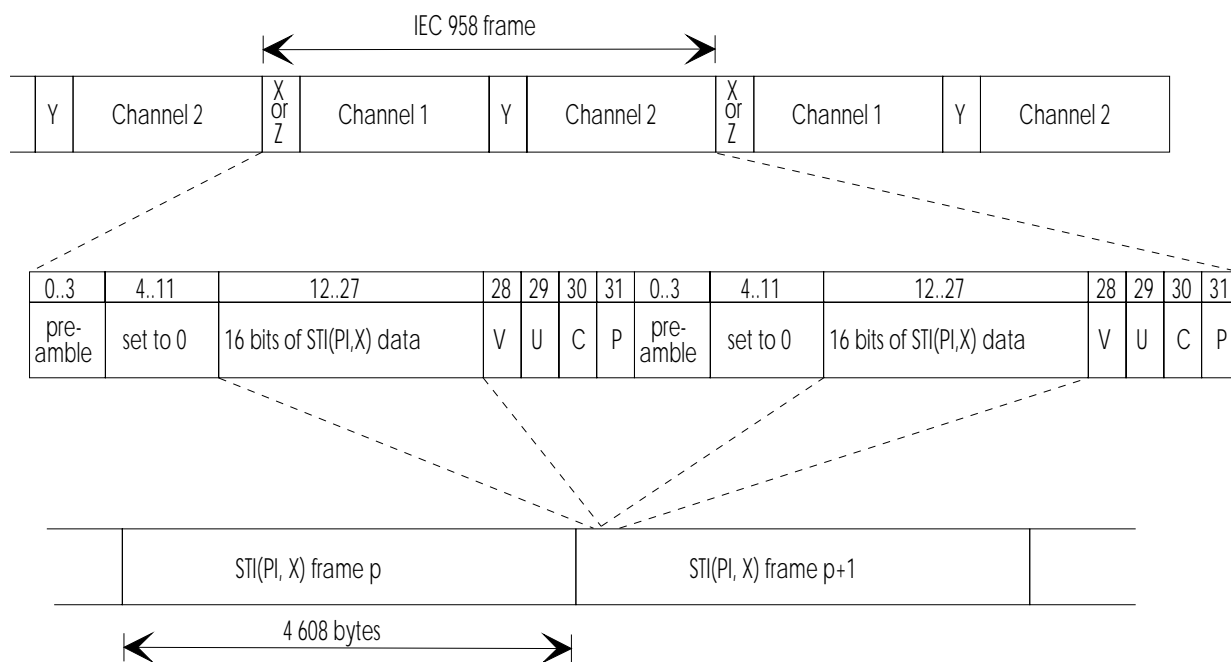 IEC 958 frame
Y Channel 2 X or Z Channel 1 Y Channel 2 X or Z Channel 1 Y Channel 2
0..3 4..11 12..27 28 29 30 31 0..3 4..11 12..27 28 29 30 31
pre-amble set to 0 16 bits of STI(PI,X) data V U C P pre-amble set to 0 16 bits of STI(PI,X) data V U C P
STI(PI, X) frame p STI(PI, X) frame p+1
4 608 bytes